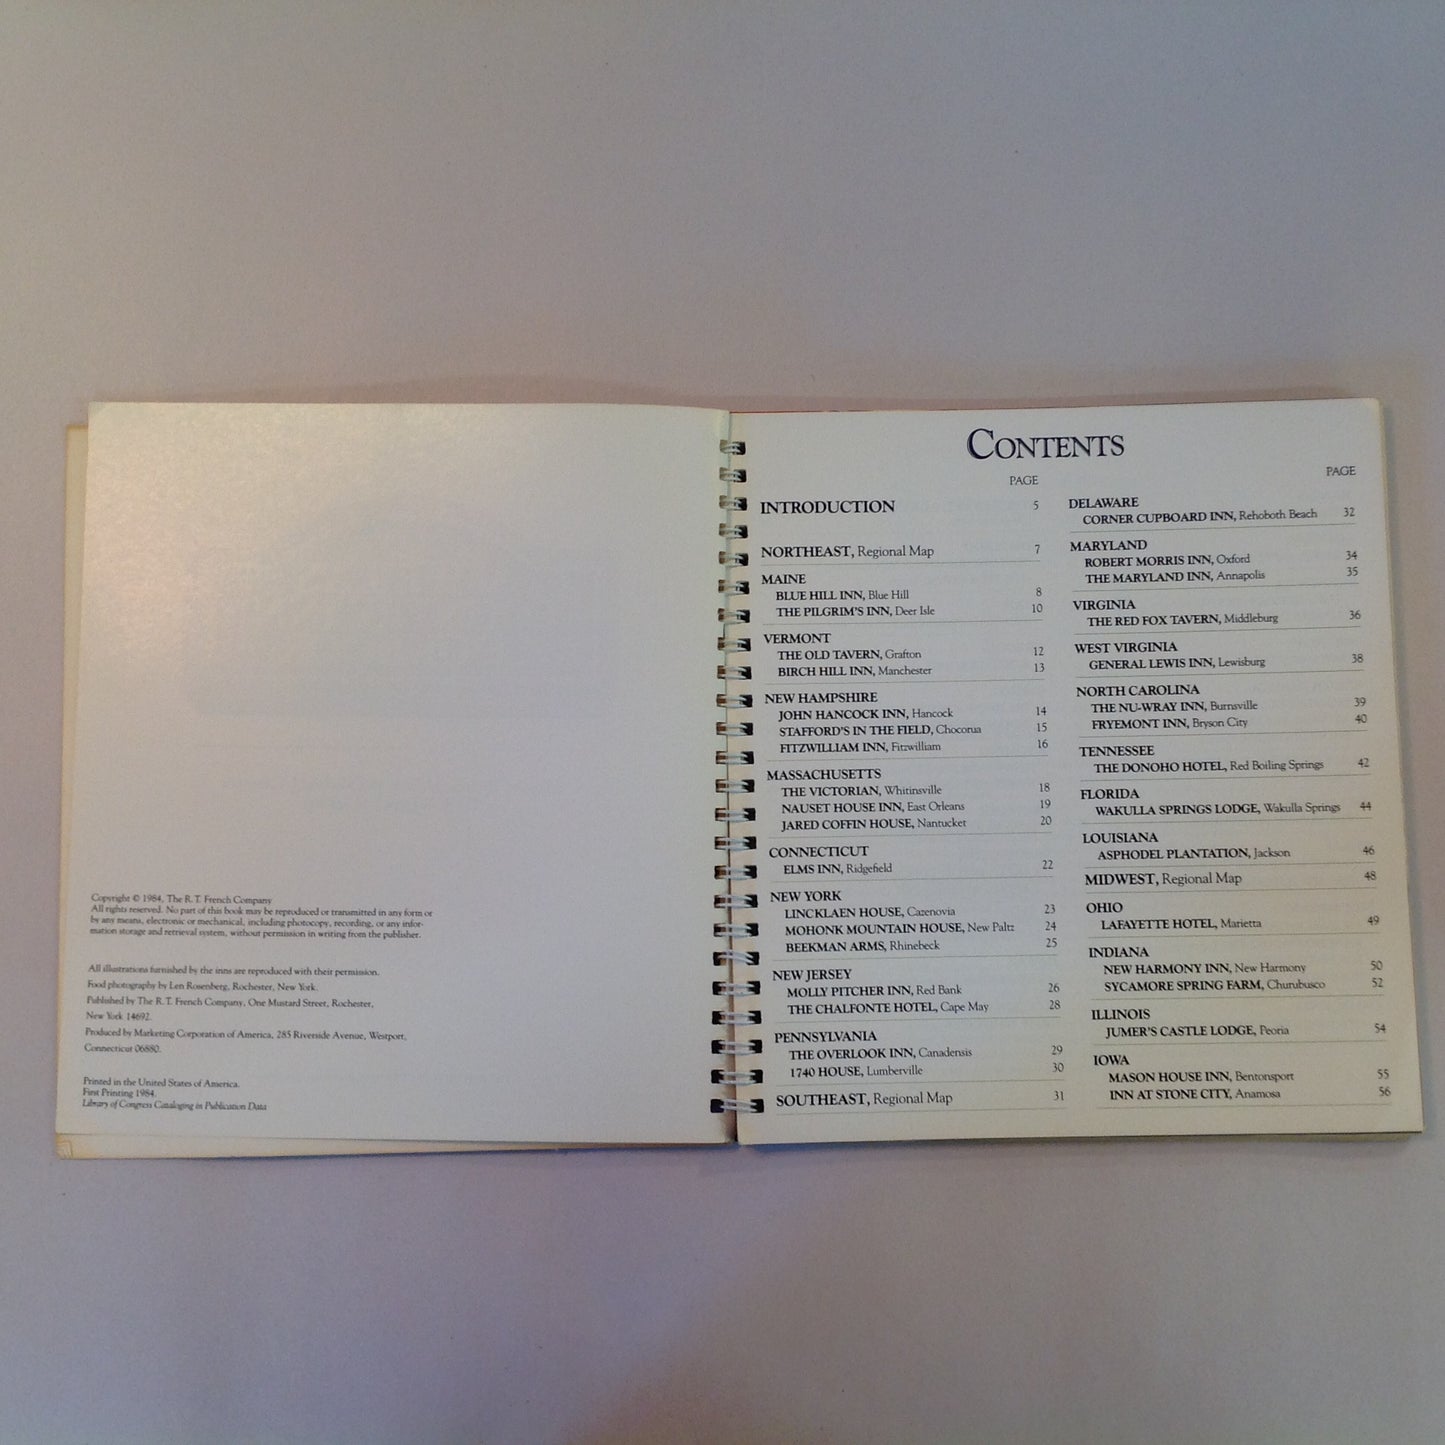 Copyright © 1984, The R. T. French Company
All rights reserved. No part of this book may be reproduced or transmitted in any form or
by any means, electronic or mechanical, including photocopy, recording, or any infor-
mation storage and retrieval system, without permission in writing from the publisher.
All illustrations furnished by the inns are reproduced with their permission.
Food photography by Len Rosenberg, Rochester, New York.
Published by The R. T. French Company, One Mustard Street, Rochester,
New York 14692.
Produced by Marketing Corporation of America, 285 Riverside Avenue, Westport,
Connecticut 06880.
Printed in the United States of America.
First Printing 1984.
Library of Congress Cataloging in Publication Data
CONTENTS
PAGE
INTRODUCTION 5
NORTHEAST, Regional Map 7
MAINE
BLUE HILL INN, Blue Hill 8
THE PILGRIM'S INN, Deer Isle 10
VERMONT
THE OLD TAVERN, Grafton 12
BIRCH HILL INN, Manchester 13
NEW HAMPSHIRE
JOHN HANCOCK INN, Hancock 14
STAFFORD'S IN THE FIELD, Chocorua 15
FITZWILLIAM INN, Fitzwilliam 16
MASSACHUSETTS
THE VICTORIAN, Whitinsville 18
NAUSET HOUSE INN, East Orleans 19
JARED COFFIN HOUSE, Nantucket 20
CONNECTICUT
ELMS INN, Ridgefield 22
NEW YORK
LINCKLAEN HOUSE, Cazenovia 23
MOHONK MOUNTAIN HOUSE, New Paltz 24
BEEKMAN ARMS, Rhinebeck 25
NEW JERSEY
MOLLY PITCHER INN, Red Bank 26
THE CHALFONTE HOTEL, Cape May 28
PENNSYLVANIA
THE OVERLOOK INN, Canadensis 29
1740 HOUSE, Lumberville 30
SOUTHEAST, Regional Map 31
PAGE
DELAWARE
CORNER CUPBOARD INN, Rehoboth Beach 32
MARYLAND
ROBERT MORRIS INN, Oxford 34
THE MARYLAND INN, Annapolis 35
VIRGINIA
THE RED FOX TAVERN, Middleburg 36
WEST VIRGINIA
GENERAL LEWIS INN, Lewisburg 38
NORTH CAROLINA
THE NU-WRAY INN, Burnsville 39
FRYEMONT INN, Bryson City 40
TENNESSEE
THE DONOHO HOTEL, Red Boiling Springs 42
FLORIDA
WAKULLA SPRINGS LODGE, Wakulla Springs 44
LOUISIANA
ASPHODEL PLANTATION, Jackson 46
MIDWEST, Regional Map 48
OHIO
LAFAYETTE HOTEL, Marietta 49
INDIANA
NEW HARMONY INN, New Harmony 50
SYCAMORE SPRING FARM, Churubusco 52
ILLINOIS
JUMER'S CASTLE LODGE, Peoria 54
IOWA
MASON HOUSE INN, Bentonsport 55
INN AT STONE CITY, Anamosa 56